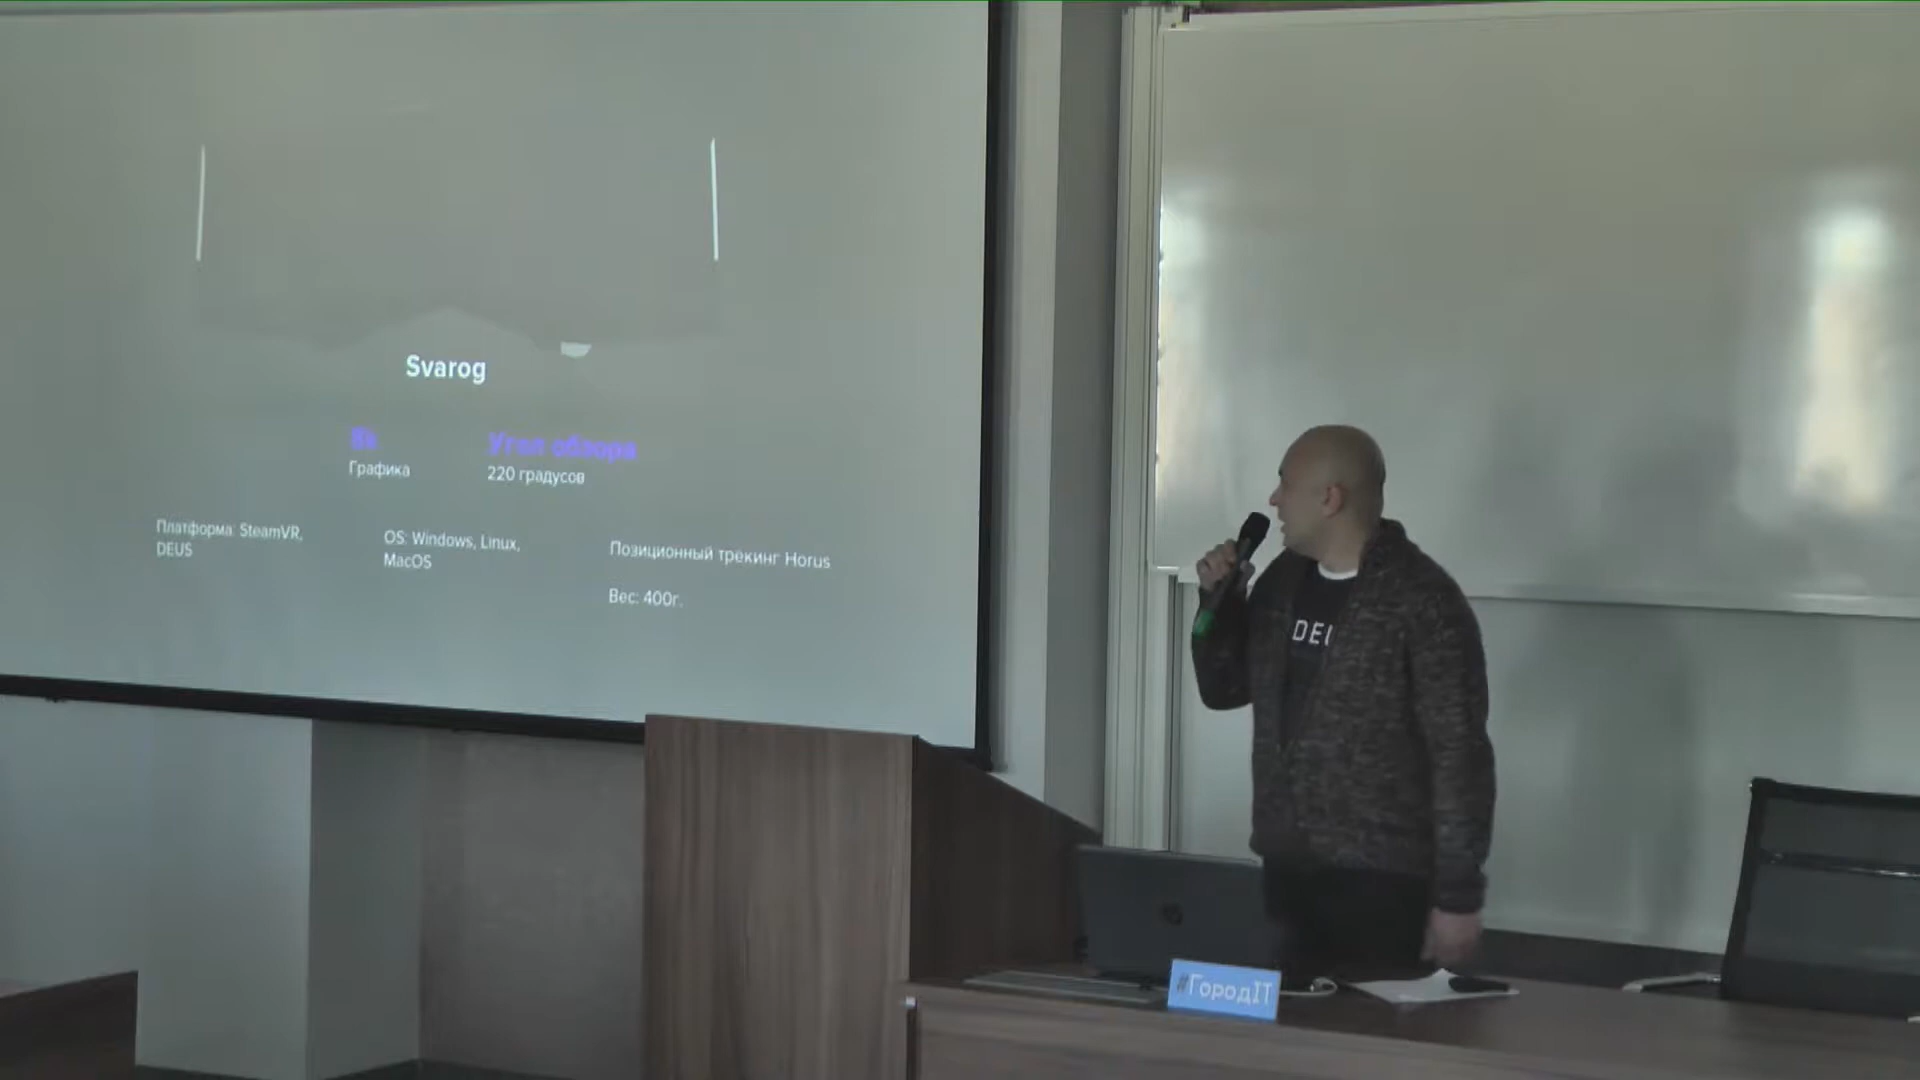 Svarog
8k
Графика
Угол обзора
220 градусов
Платформа: SteamVR,
DEUS
OS: Windows, Linux,
MacOS
Позиционный трекинг Horus
Вес: 400г.
DEU
#ГородIT